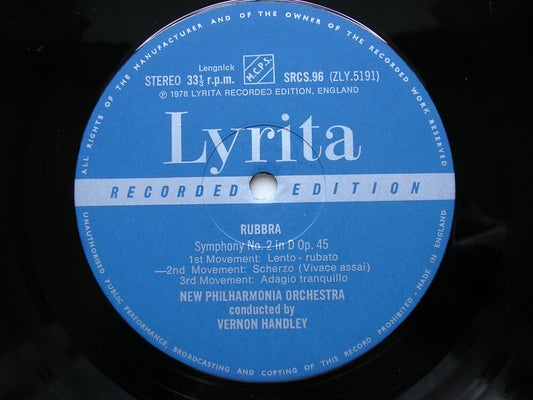 ALL RIGHTS OF THE MANUFACTURER AND OF THE OWNER OF THE RECORDED WORK RESERVED
Lengnick
STEREO 33⅓ r.p.m. M.C.P.S. SRCS.96 (ZLY.5191)
℗ 1978 LYRITA RECORDED EDITION, ENGLAND
Lyrita
RECORDED EDITION
RUBBRA
Symphony No. 2 in D Op. 45
1st Movement: Lento - rubato
—2nd Movement: Scherzo (Vivace assai)
3rd Movement: Adagio tranquillo
NEW PHILHARMONIA ORCHESTRA
conducted by
VERNON HANDLEY
UNAUTHORISED PUBLIC PERFORMANCE, BROADCASTING AND COPYING OF THIS RECORD PROHIBITED - MADE IN ENGLAND